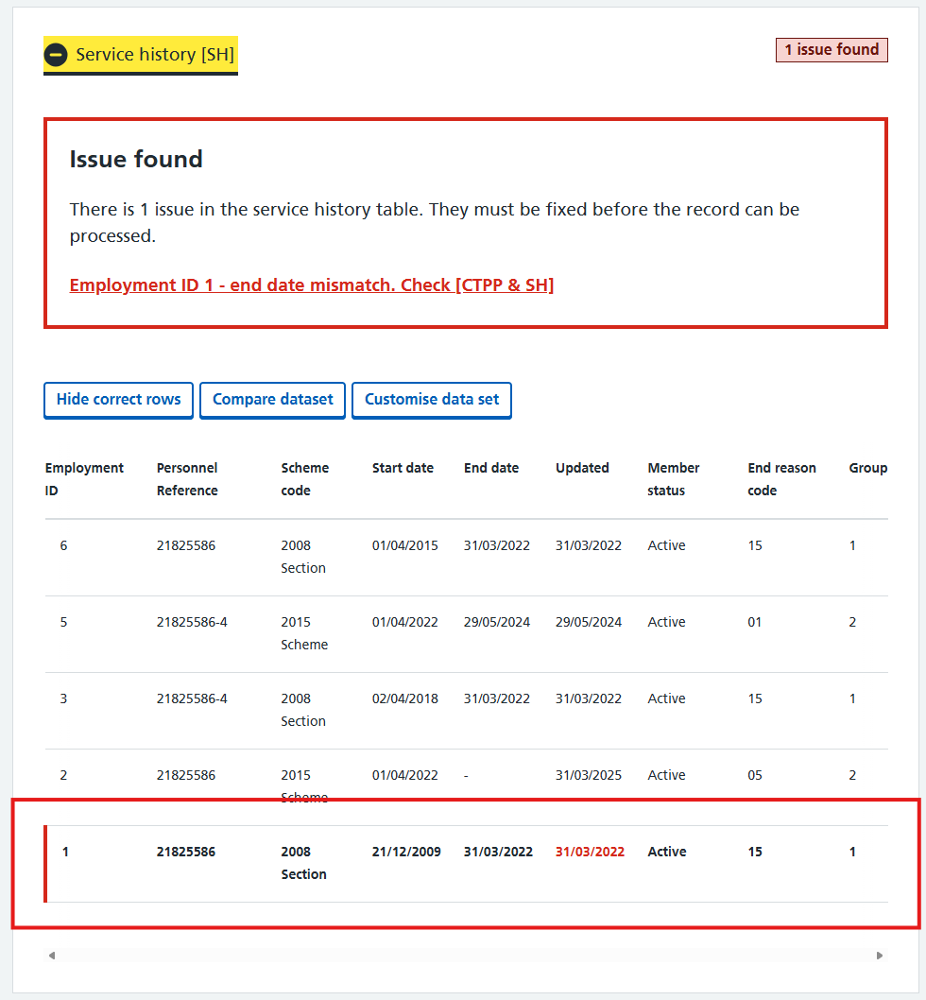 Service history [SH]
1 issue found
Issue found
There is 1 issue in the service history table. They must be fixed before the record can be
processed.
Employment ID 1 - end date mismatch. Check [CTPP & SH]
Hide correct rows Compare dataset Customise data set
Employment ID Personnel Reference Scheme code Start date End date Updated Member status End reason code Group
6 21825586 2008 Section 01/04/2015 31/03/2022 31/03/2022 Active 15 1
5 21825586-4 2015 Scheme 01/04/2022 29/05/2024 29/05/2024 Active 01 2
3 21825586-4 2008 Section 02/04/2018 31/03/2022 31/03/2022 Active 15 1
2 21825586 2015 Scheme 01/04/2022 - 31/03/2025 Active 05 2
1 21825586 2008 Section 21/12/2009 31/03/2022 31/03/2022 Active 15 1